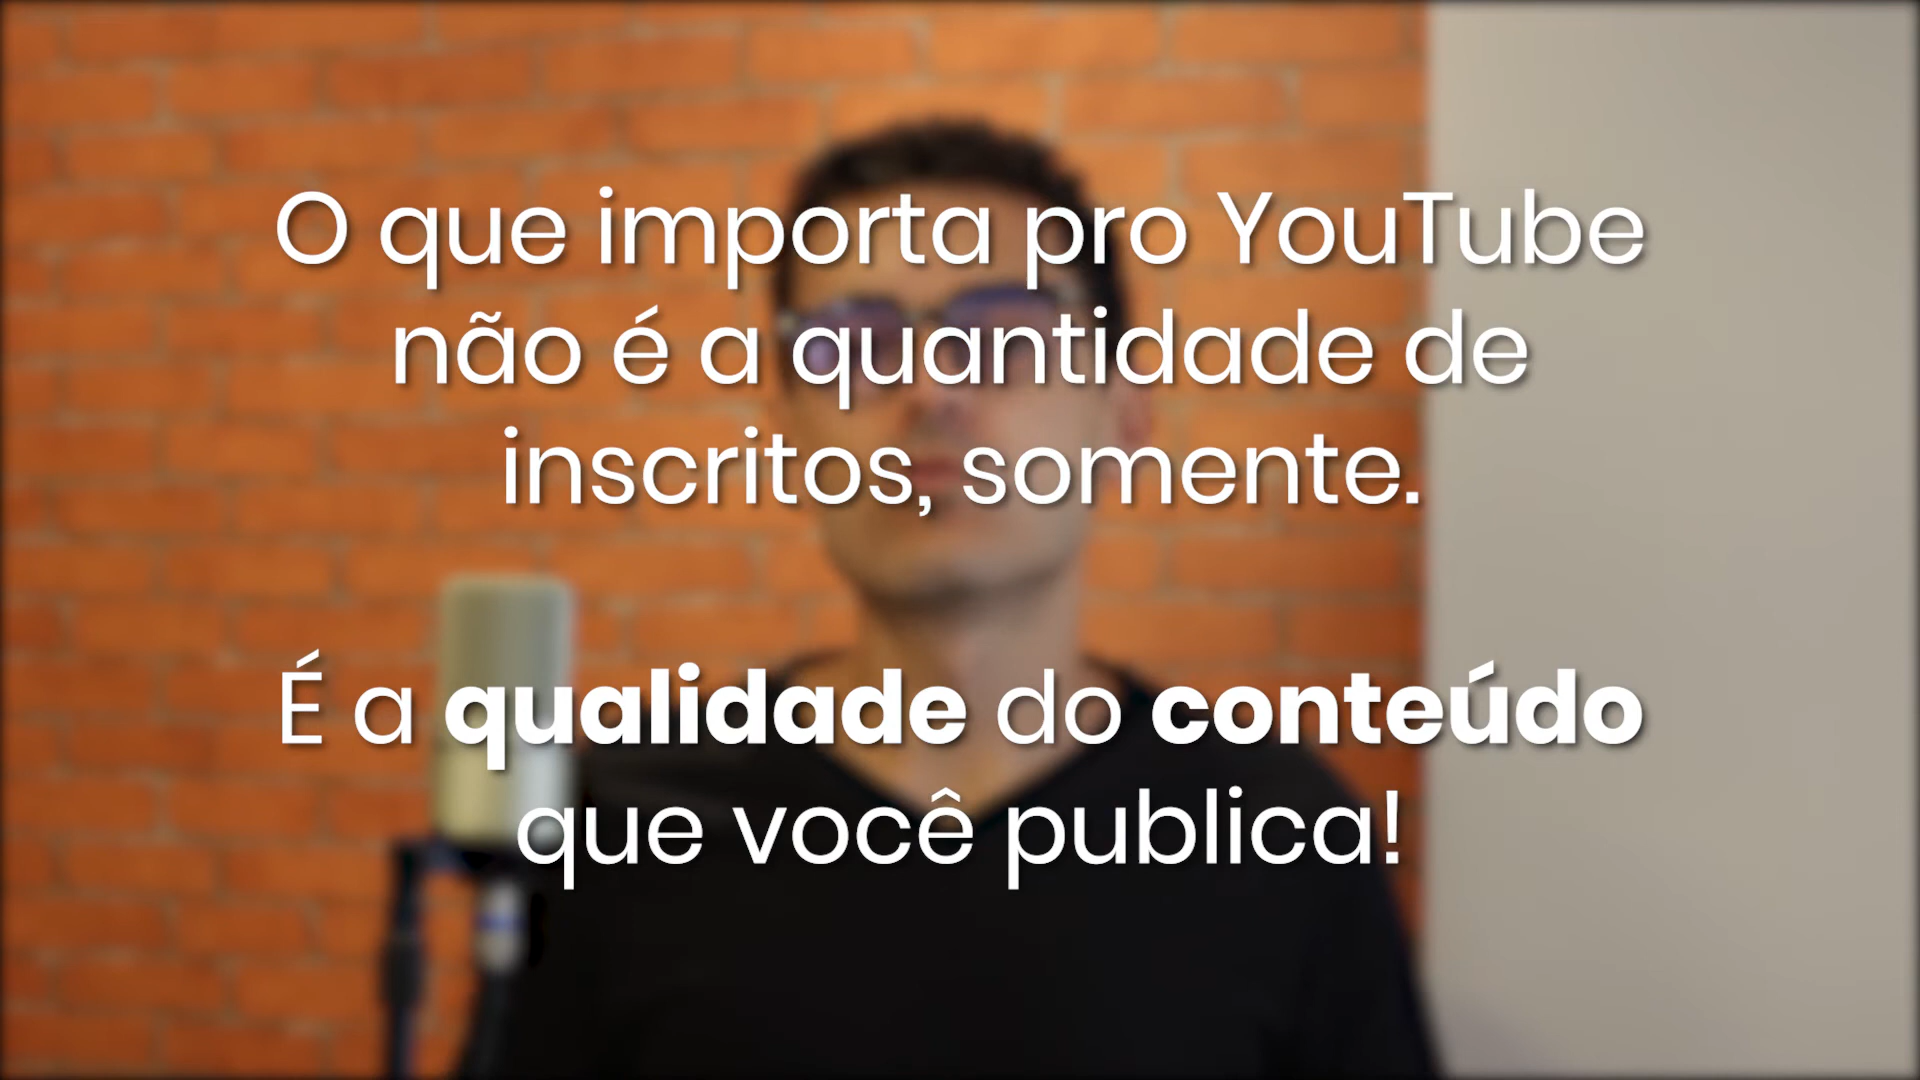 O que importa pro YouTube
não é a quantidade de
inscritos, somente.
É a qualidade do conteúdo
que você publica!